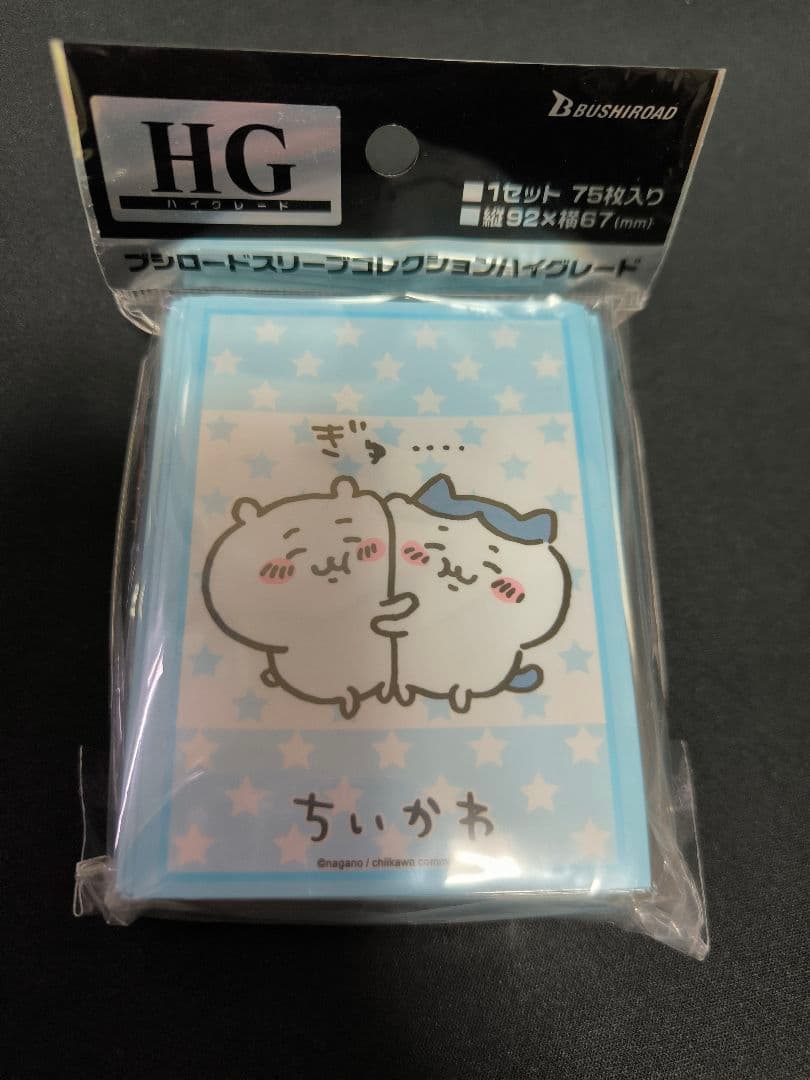 HG
ハイグレード
BUSHIROAD
■1セット 75枚入り
■縦92×横67(mm)
ブシロードスリーブコレクションハイグレード
ぎゅ‥‥
ちいかわ
©nagano / chiikawa